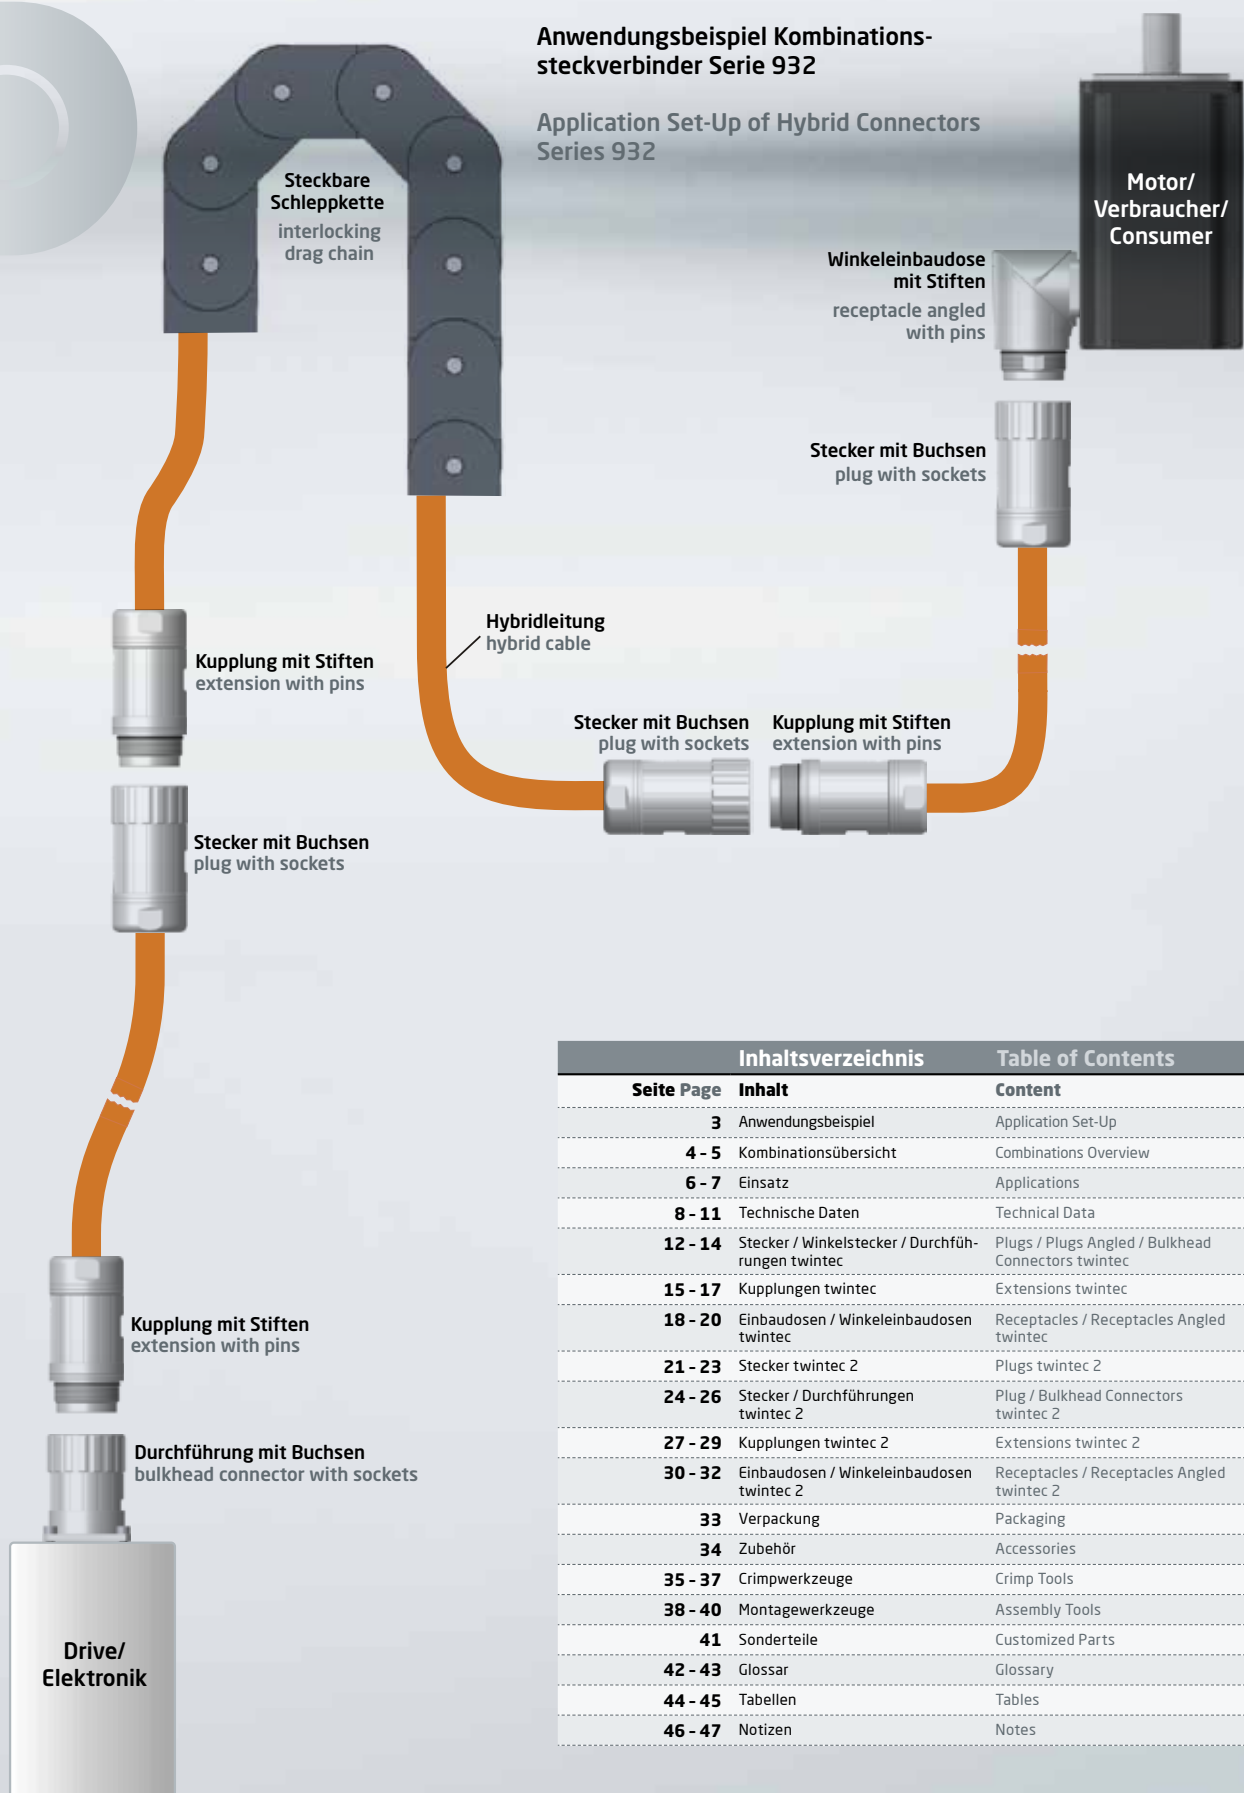 Anwendungsbeispiel Kombinations-
steckverbinder Serie 932
Application Set-Up of Hybrid Connectors
Series 932
Steckbare
Schleppkette
interlocking
drag chain
Motor/
Verbraucher/
Consumer
Winkeleinbaudose
mit Stiften
receptacle angled
with pins
Stecker mit Buchsen
plug with sockets
Hybridleitung
hybrid cable
Kupplung mit Stiften
extension with pins
Stecker mit Buchsen
plug with sockets
Kupplung mit Stiften
extension with pins
Stecker mit Buchsen
plug with sockets
Kupplung mit Stiften
extension with pins
Durchführung mit Buchsen
bulkhead connector with sockets
Drive/
Elektronik
Inhaltsverzeichnis Table of Contents
Seite Page Inhalt Content
3 Anwendungsbeispiel Application Set-Up
4 – 5 Kombinationsübersicht Combinations Overview
6 – 7 Einsatz Applications
8 – 11 Technische Daten Technical Data
12 – 14 Stecker / Winkelstecker / Durchfüh- Plugs / Plugs Angled / Bulkhead
rungen twintec Connectors twintec
15 – 17 Kupplungen twintec Extensions twintec
18 – 20 Einbaudosen / Winkeleinbaudosen Receptacles / Receptacles Angled
twintec twintec
21 – 23 Stecker twintec 2 Plugs twintec 2
24 – 26 Stecker / Durchführungen Plug / Bulkhead Connectors
twintec 2 twintec 2
27 – 29 Kupplungen twintec 2 Extensions twintec 2
30 – 32 Einbaudosen / Winkeleinbaudosen Receptacles / Receptacles Angled
twintec 2 twintec 2
33 Verpackung Packaging
34 Zubehör Accessories
35 – 37 Crimpwerkzeuge Crimp Tools
38 – 40 Montagewerkzeuge Assembly Tools
41 Sonderteile Customized Parts
42 – 43 Glossar Glossary
44 – 45 Tabellen Tables
46 – 47 Notizen Notes